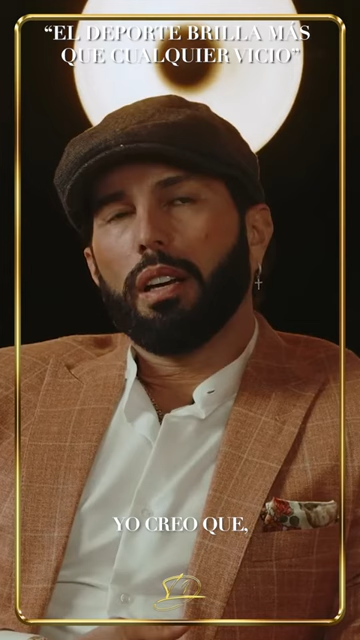 “EL DEPORTE BRILLA MÁS
QUE CUALQUIER VICIO”
YO CREO QUE,